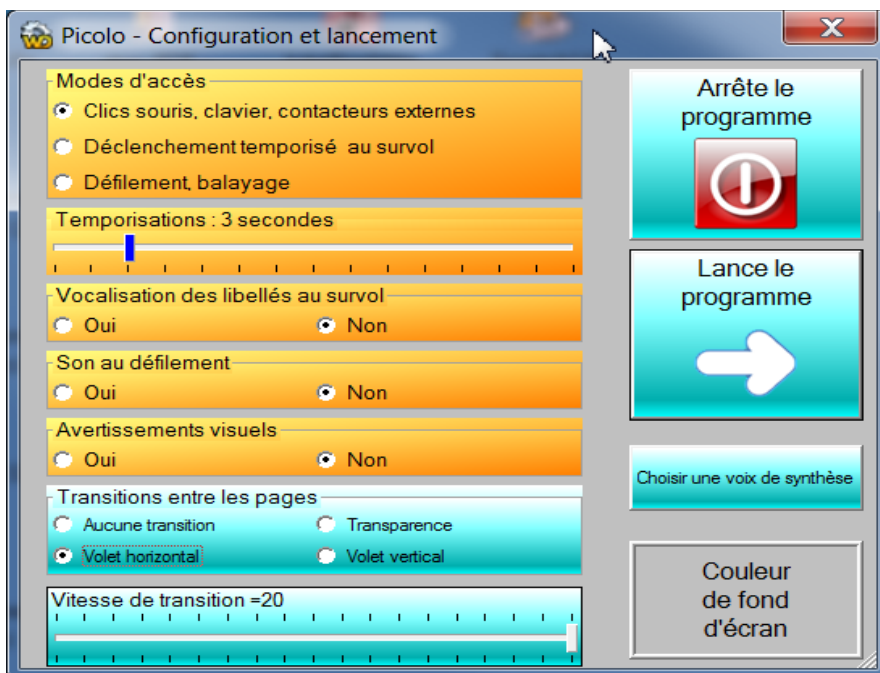 Picolo - Configuration et lancement
Modes d'accès
Clics souris, clavier, contacteurs externes
Déclenchement temporisé au survol
Défilement, balayage
Temporisations : 3 secondes
Vocalisation des libellés au survol
Oui Non
Son au défilement
Oui Non
Avertissements visuels
Oui Non
Transitions entre les pages
Aucune transition Transparence
Volet horizontal Volet vertical
Vitesse de transition =20
Arrête le
programme
Lance le
programme
Choisir une voix de synthèse
Couleur
de fond
d'écran